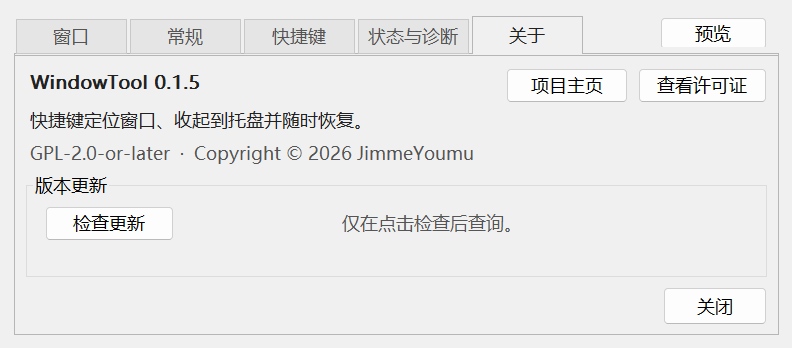 窗口 常规 快捷键 状态与诊断 关于 预览
WindowTool 0.1.5 项目主页 查看许可证
快捷键定位窗口、收起到托盘并随时恢复。
GPL-2.0-or-later · Copyright © 2026 JimmeYoumu
版本更新
检查更新 仅在点击检查后查询。
关闭